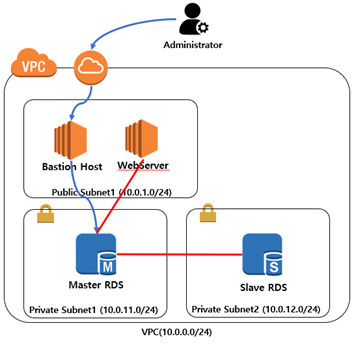 Administrator
VPC
Bastion Host
WebServer
Public Subnet1 (10.0.1.0/24)
M
Master RDS
Private Subnet1 (10.0.11.0/24)
S
Slave RDS
Private Subnet2 (10.0.12.0/24)
VPC(10.0.0.0/24)